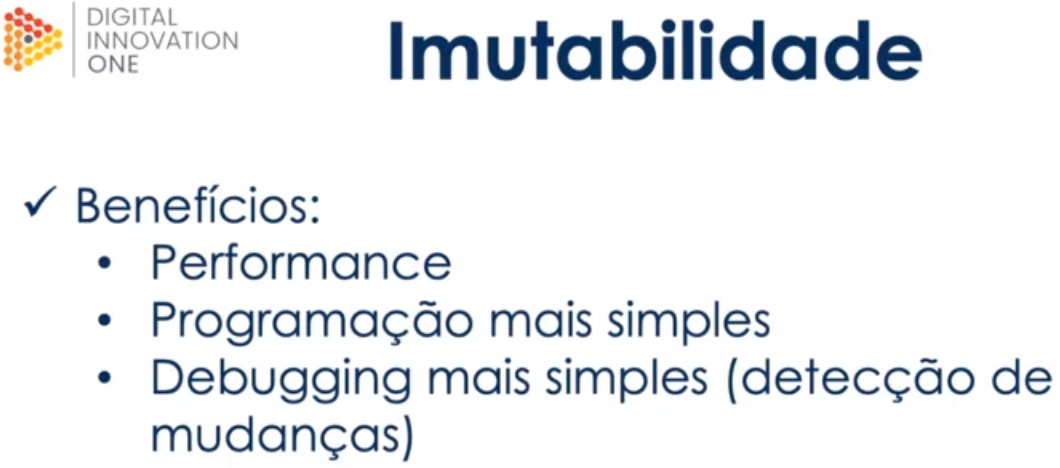 DIGITAL
INNOVATION
ONE
Imutabilidade
✓ Benefícios:
• Performance
• Programação mais simples
• Debugging mais simples (detecção de
mudanças)